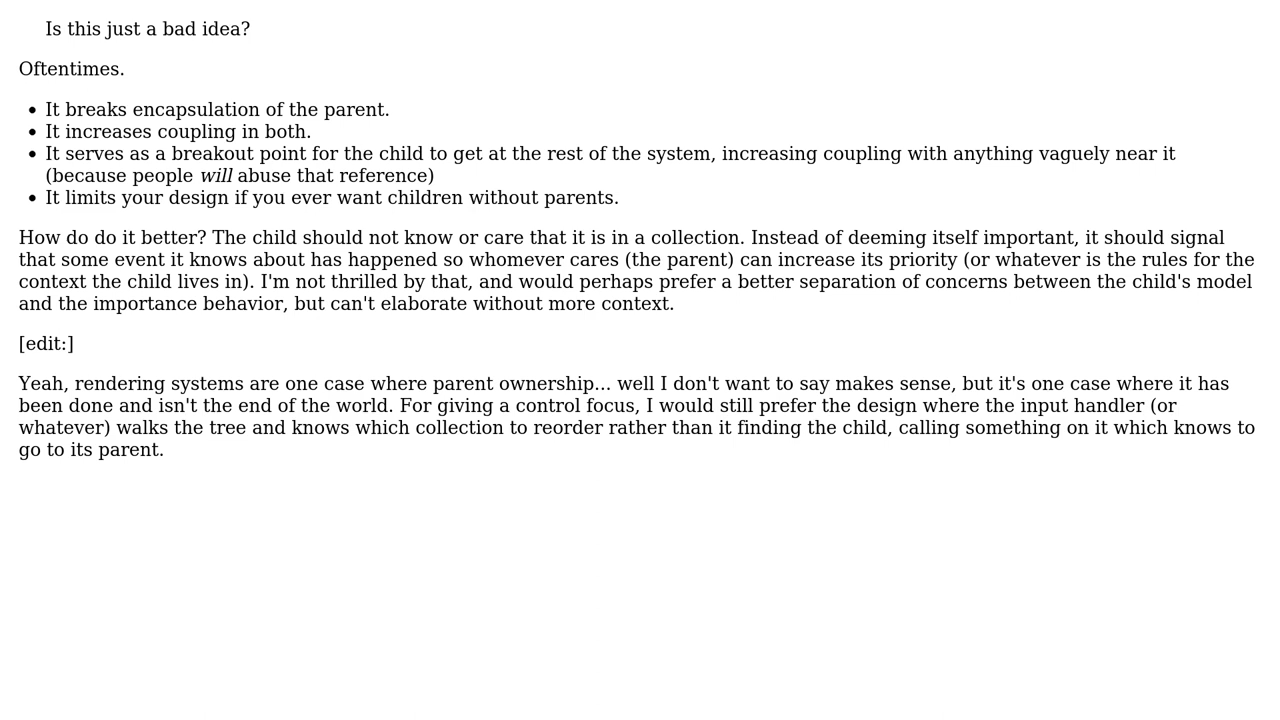 Is this just a bad idea?
Oftentimes.
• It breaks encapsulation of the parent.
• It increases coupling in both.
• It serves as a breakout point for the child to get at the rest of the system, increasing coupling with anything vaguely near it
(because people will abuse that reference)
• It limits your design if you ever want children without parents.
How do do it better? The child should not know or care that it is in a collection. Instead of deeming itself important, it should signal
that some event it knows about has happened so whomever cares (the parent) can increase its priority (or whatever is the rules for the
context the child lives in). I'm not thrilled by that, and would perhaps prefer a better separation of concerns between the child's model
and the importance behavior, but can't elaborate without more context.
[edit:]
Yeah, rendering systems are one case where parent ownership... well I don't want to say makes sense, but it's one case where it has
been done and isn't the end of the world. For giving a control focus, I would still prefer the design where the input handler (or
whatever) walks the tree and knows which collection to reorder rather than it finding the child, calling something on it which knows to
go to its parent.